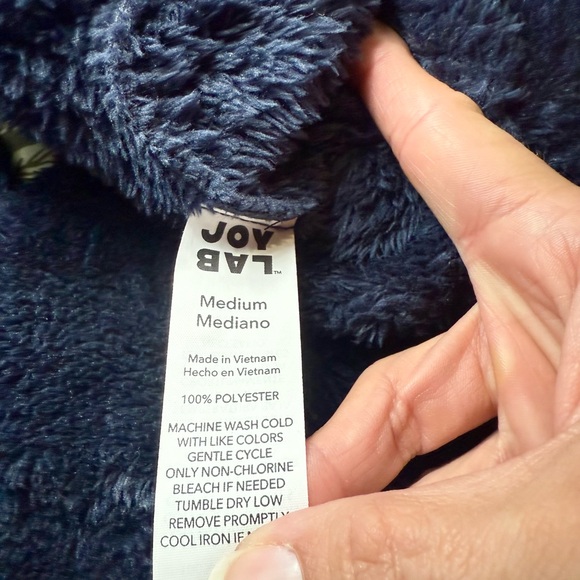 JOY
LAB™
Medium
Mediano
Made in Vietnam
Hecho en Vietnam
100% POLYESTER
MACHINE WASH COLD
WITH LIKE COLORS
GENTLE CYCLE
ONLY NON-CHLORINE
BLEACH IF NEEDED
TUMBLE DRY LOW
REMOVE PROMPTLY
COOL IRON IF